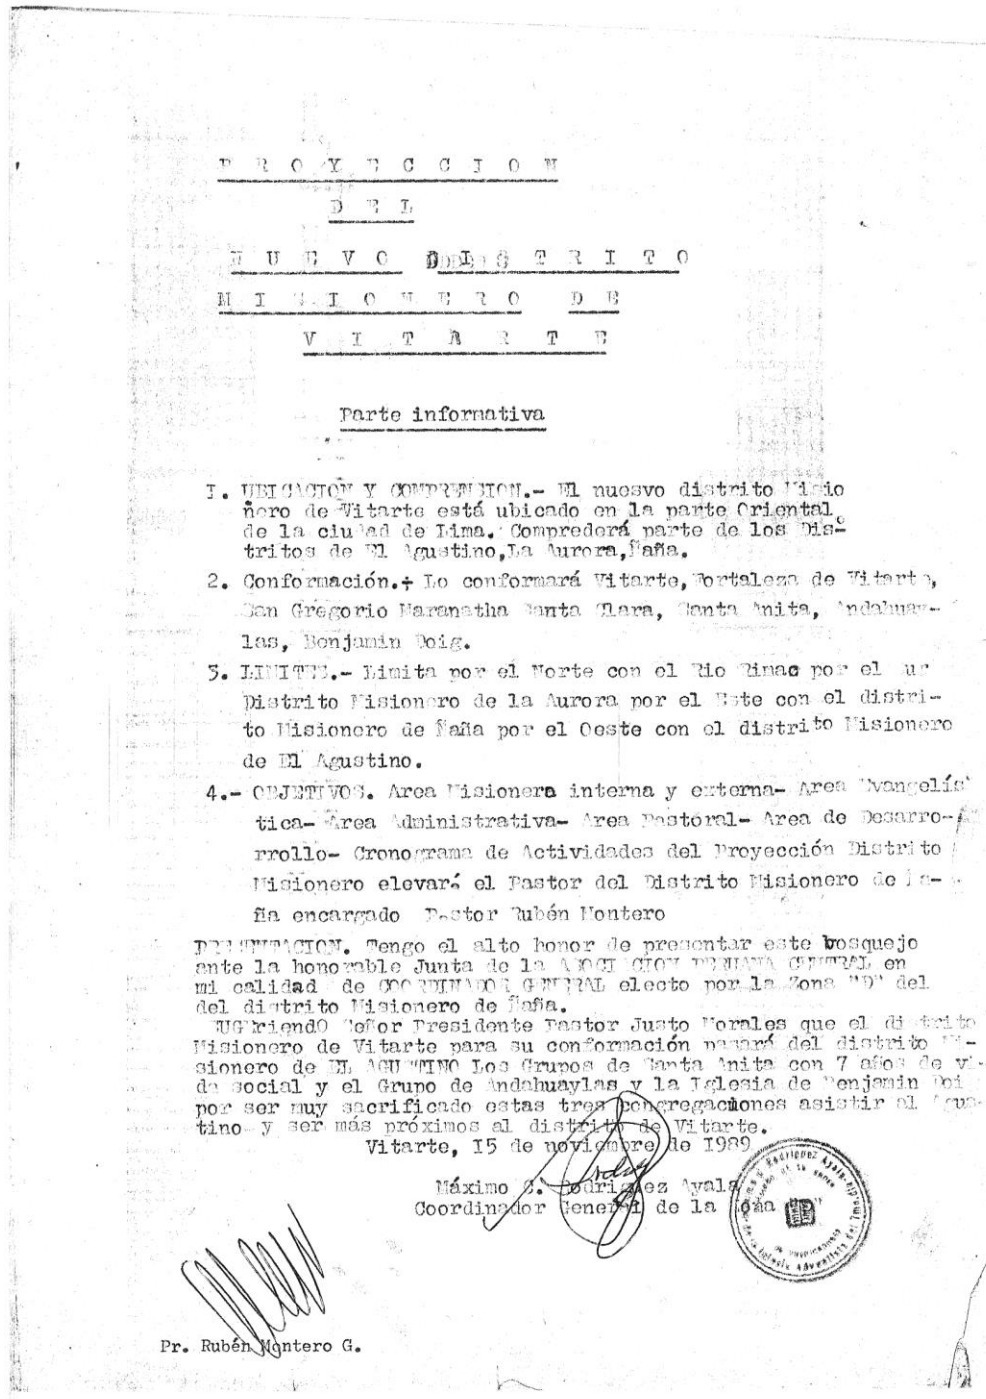 P R O Y E C C I O N
D E L
N U E V O D I S T R I T O
M I S I O N E R O D E
V I T A R T E
Parte informativa
I. UBICACION Y COMPRENCION.- El nuesvo distrito Misio
ñero de Vitarte está ubicado en la parte Oriental
de la ciudad de Lima. Comprederá parte de los Dis-
tritos de El Agustino,La Aurora,Ñaña.
2. Conformación.+ Lo conformará Vitarte,Fortaleza de Vitarte,
San Gregorio Maranatha Santa Clara, Santa Anita, Andahuay-
las, Benjamin Doig.
3. LIMITES.- Limita por el Norte con el Rio Rimac por el ur
Distrito Misionero de la Aurora por el Este con el distri-
to Misionero de Ñaña por el Oeste con el distrito Misionero
de El Agustino.
4.- OBJETIVOS. Area Misionera interna y externa- Area Evangelís
tica- Area Administrativa- Area Pastoral- Area de Desarro-
rrollo- Cronograma de Actividades del Proyección Distrito
Misionero elevará el Pastor del Distrito Misionero de Ña-
ña encargado Pastor Rubén Montero
Tengo el alto honor de presentar este bosquejo
ante la honorable Junta de la ASOCIACION PERUANA CENTRAL en
mi calidad de COORDINADOR GENERAL electo por la Zona "D" del
del distrito Misionero de Ñaña.
UGEriendO Señor Presidente Pastor Justo Morales que el distrito
Misionero de Vitarte para su conformación pasará del distrito Mi-
sionero de EL AGUSTINO Los Grupos de Santa Anita con 7 años de vi
da social y el Grupo de Andahuaylas y la Iglesia de Benjamin Doi
por ser muy sacrificado estas tres congregaciones asistir al Agus-
tino y ser más próximos al distrito de Vitarte.
Vitarte, I5 de noviembre de I989
Máximo S. Rodriguez Ayala
Coordinador General de la Zona "D"
Rodriguez Ayala
Iglesia Adventista del
Pr. Rubén Montero G.